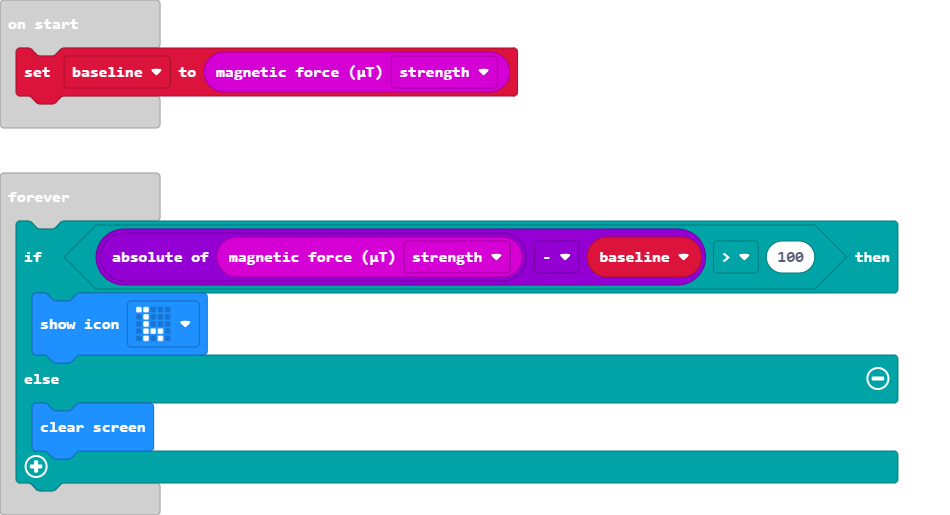 on start
set baseline to magnetic force (µT) strength
forever
if absolute of magnetic force (µT) strength - baseline > 100 then
show icon
else
clear screen